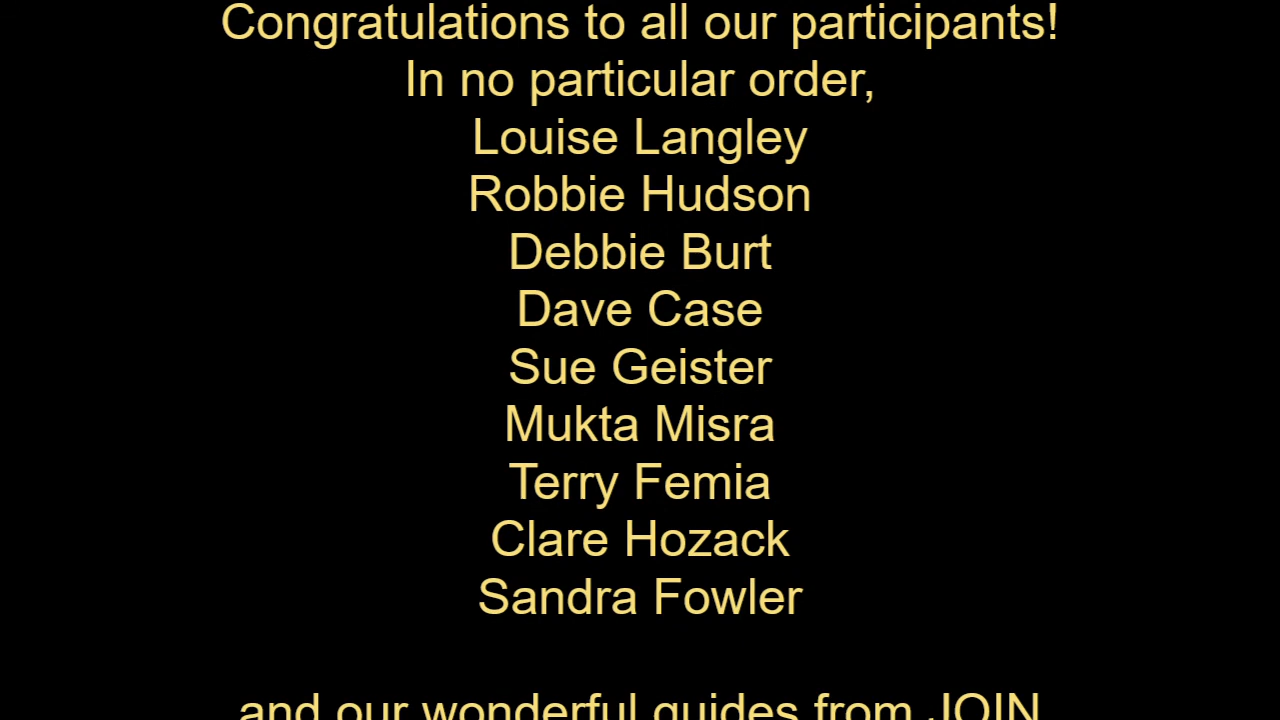 Congratulations to all our participants!
In no particular order,
Louise Langley
Robbie Hudson
Debbie Burt
Dave Case
Sue Geister
Mukta Misra
Terry Femia
Clare Hozack
Sandra Fowler
and our wonderful guides from JOIN